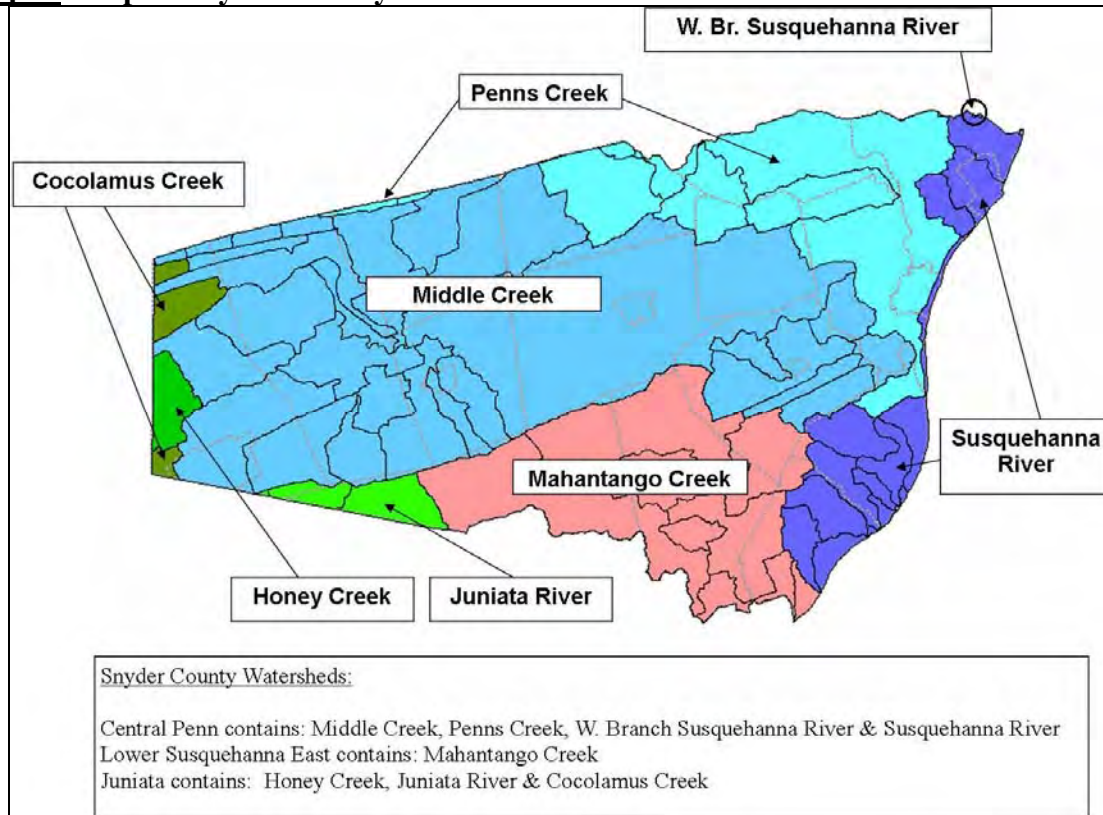 W. Br. Susquehanna River
Penns Creek
Cocolamus Creek
Middle Creek
Susquehanna
River
Mahantango Creek
Honey Creek
Juniata River
Snyder County Watersheds:
Central Penn contains: Middle Creek, Penns Creek, W. Branch Susquehanna River & Susquehanna River
Lower Susquehanna East contains: Mahantango Creek
Juniata contains: Honey Creek, Juniata River & Cocolamus Creek